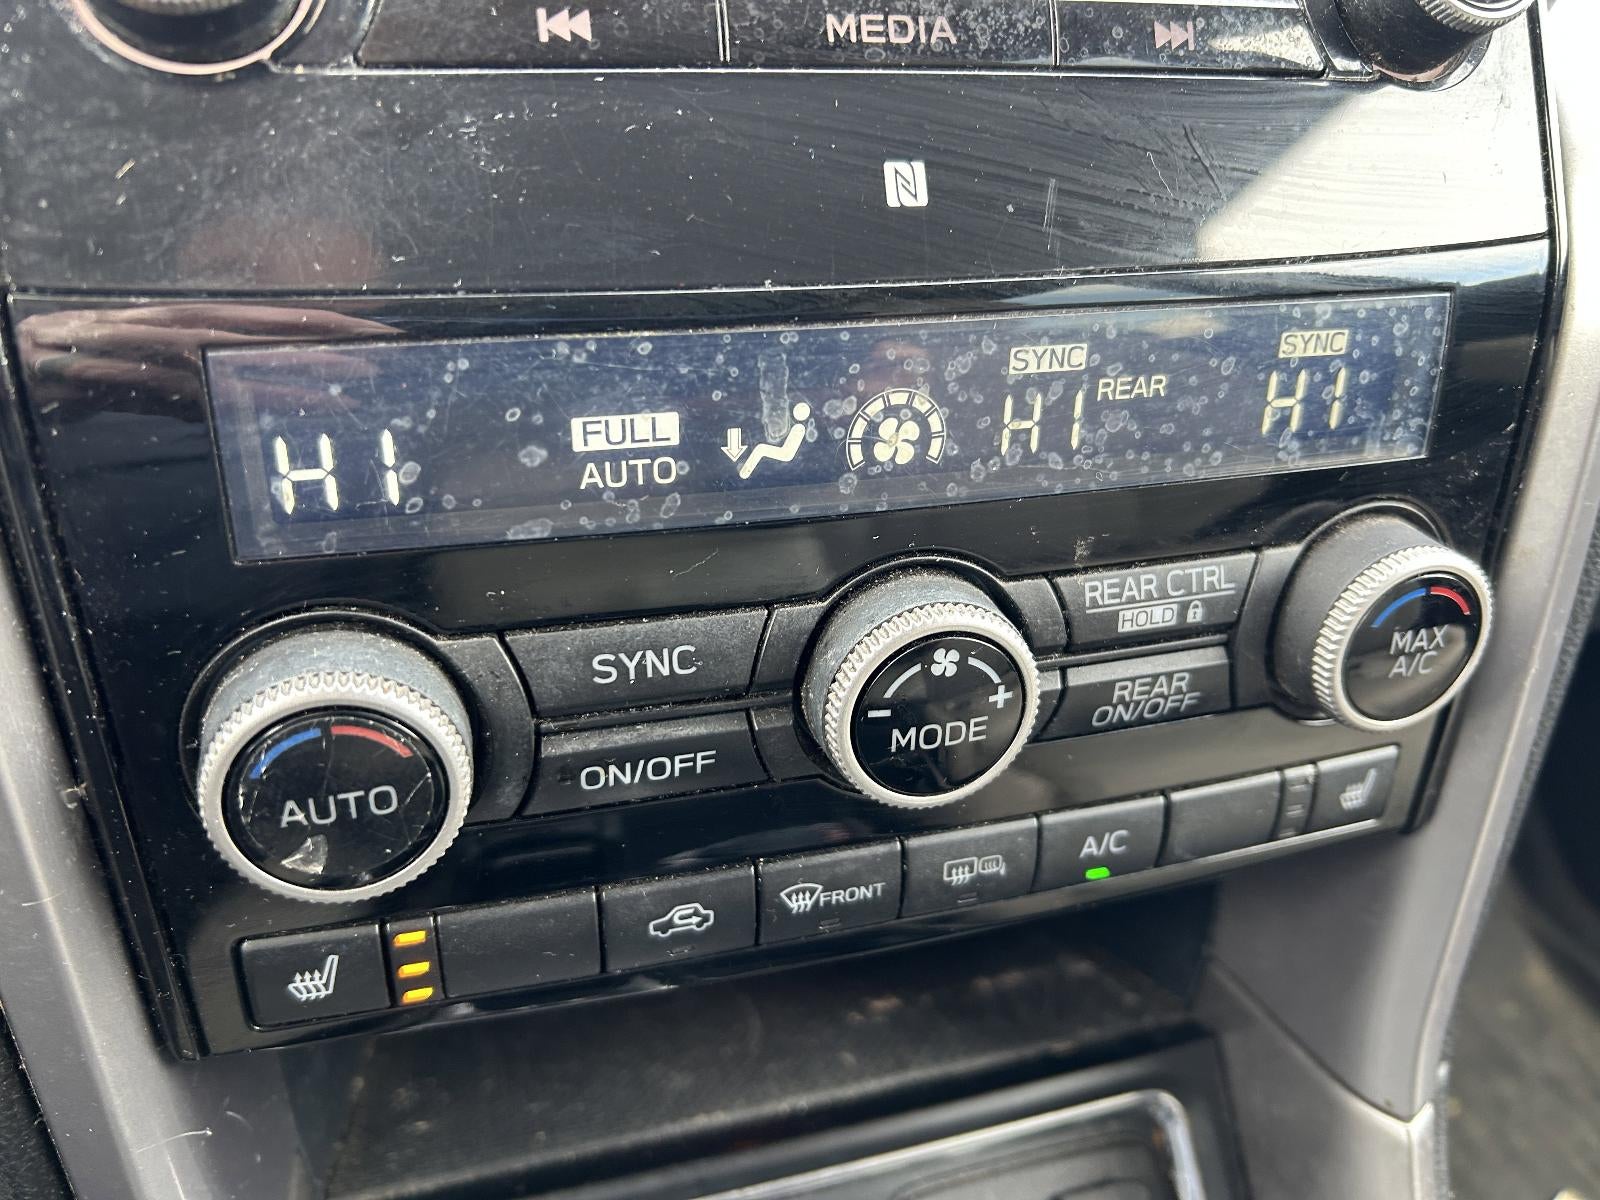 MEDIA
SYNC
SYNC
HI
FULL
AUTO
HI
REAR
HI
REAR CTRL
HOLD
SYNC
MAX
A/C
REAR
ON/OFF
- +
MODE
ON/OFF
AUTO
A/C
FRONT